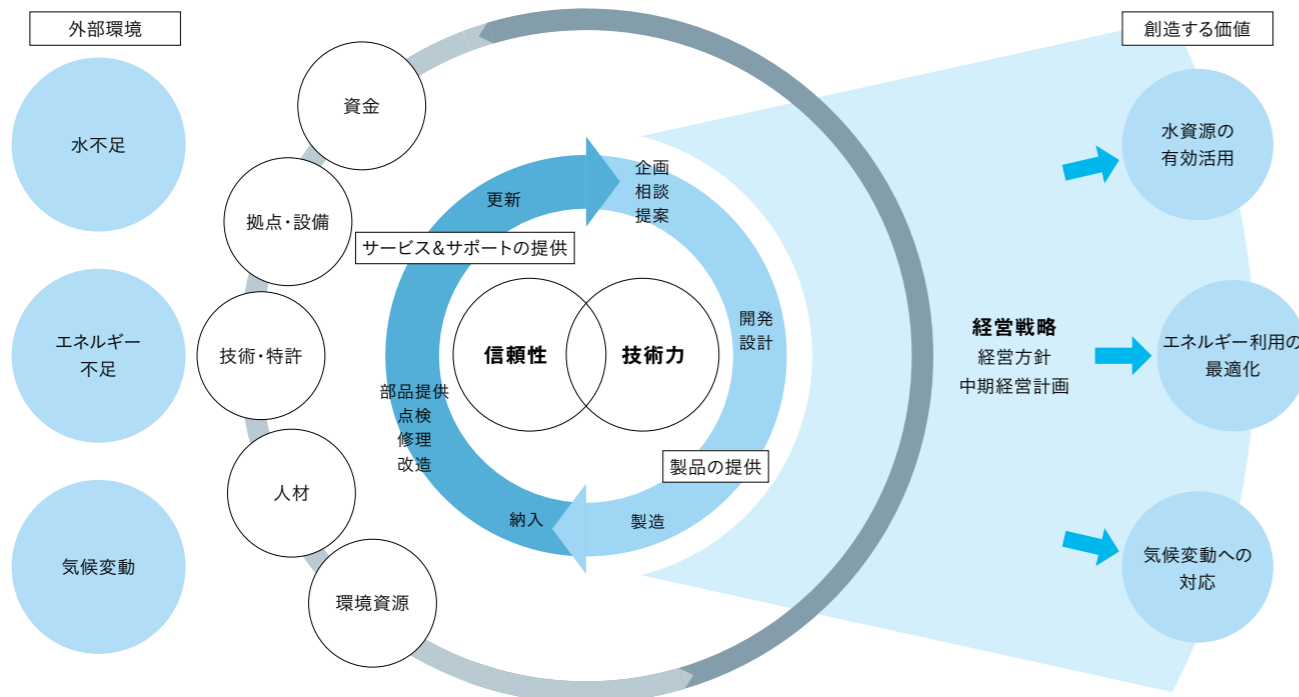 外部環境
水不足
エネルギー
不足
気候変動
資金
拠点・設備
技術・特許
人材
環境資源
更新
サービス&サポートの提供
部品提供
点検
修理
改造
納入
信頼性
技術力
企画
相談
提案
開発
設計
製品の提供
製造
経営戦略
経営方針
中期経営計画
創造する価値
水資源の
有効活用
エネルギー利用の
最適化
気候変動への
対応